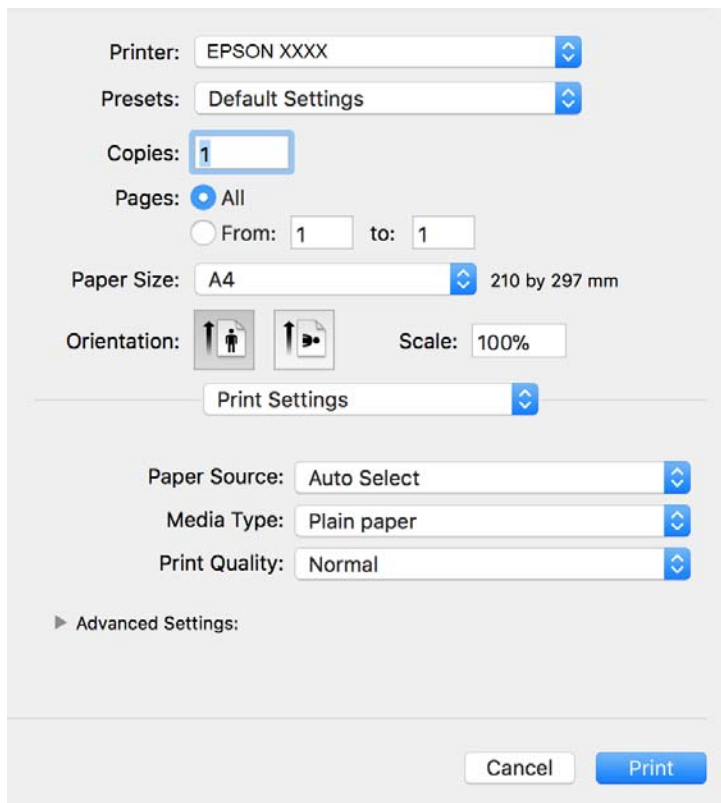 Printer: EPSON XXXX
Presets: Default Settings
Copies: 1
Pages: All
From: 1 to: 1
Paper Size: A4 210 by 297 mm
Orientation: Scale: 100%
Print Settings
Paper Source: Auto Select
Media Type: Plain paper
Print Quality: Normal
Advanced Settings:
Cancel Print